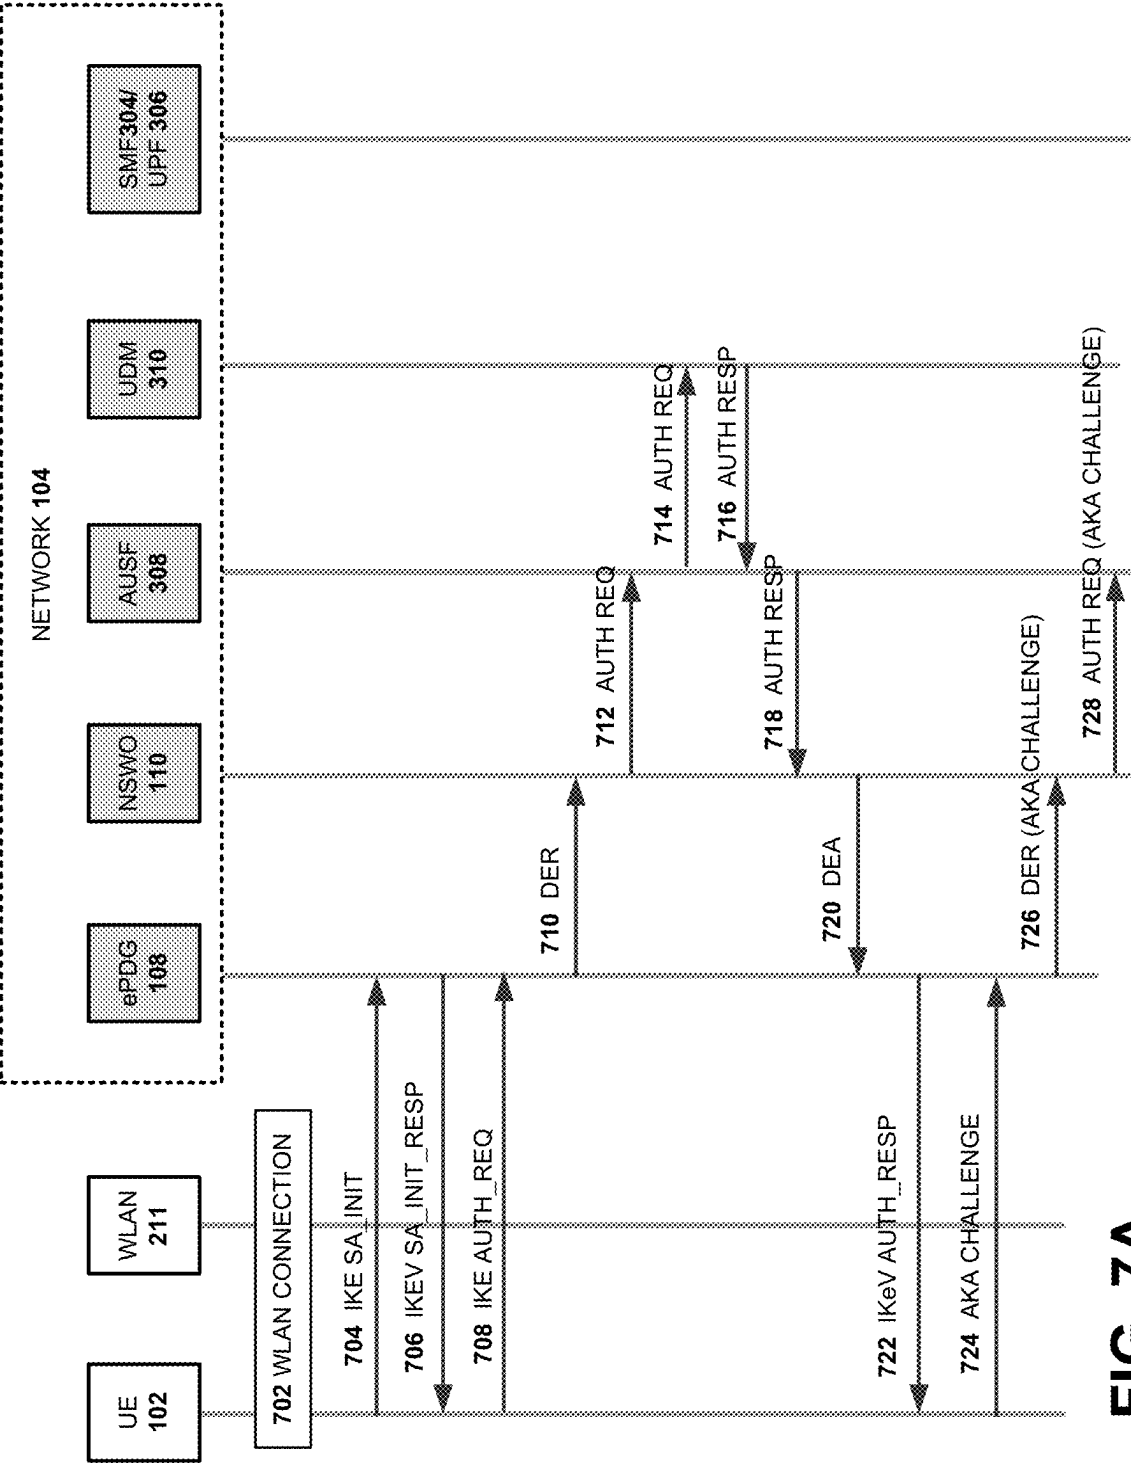 NETWORK 104
UE
102
WLAN
211
ePDG
108
NSWO
110
AUSF
308
UDM
310
SMF304/
UPF 306
702 WLAN CONNECTION
704 IKE SA_INIT
706 IKEV SA_INIT_RESP
708 IKE AUTH_REQ
710 DER
712 AUTH REQ
714 AUTH REQ
716 AUTH RESP
718 AUTH RESP
720 DEA
722 IKeV AUTH_RESP
724 AKA CHALLENGE
726 DER (AKA CHALLENGE)
728 AUTH REQ (AKA CHALLENGE)
FIG. 7A